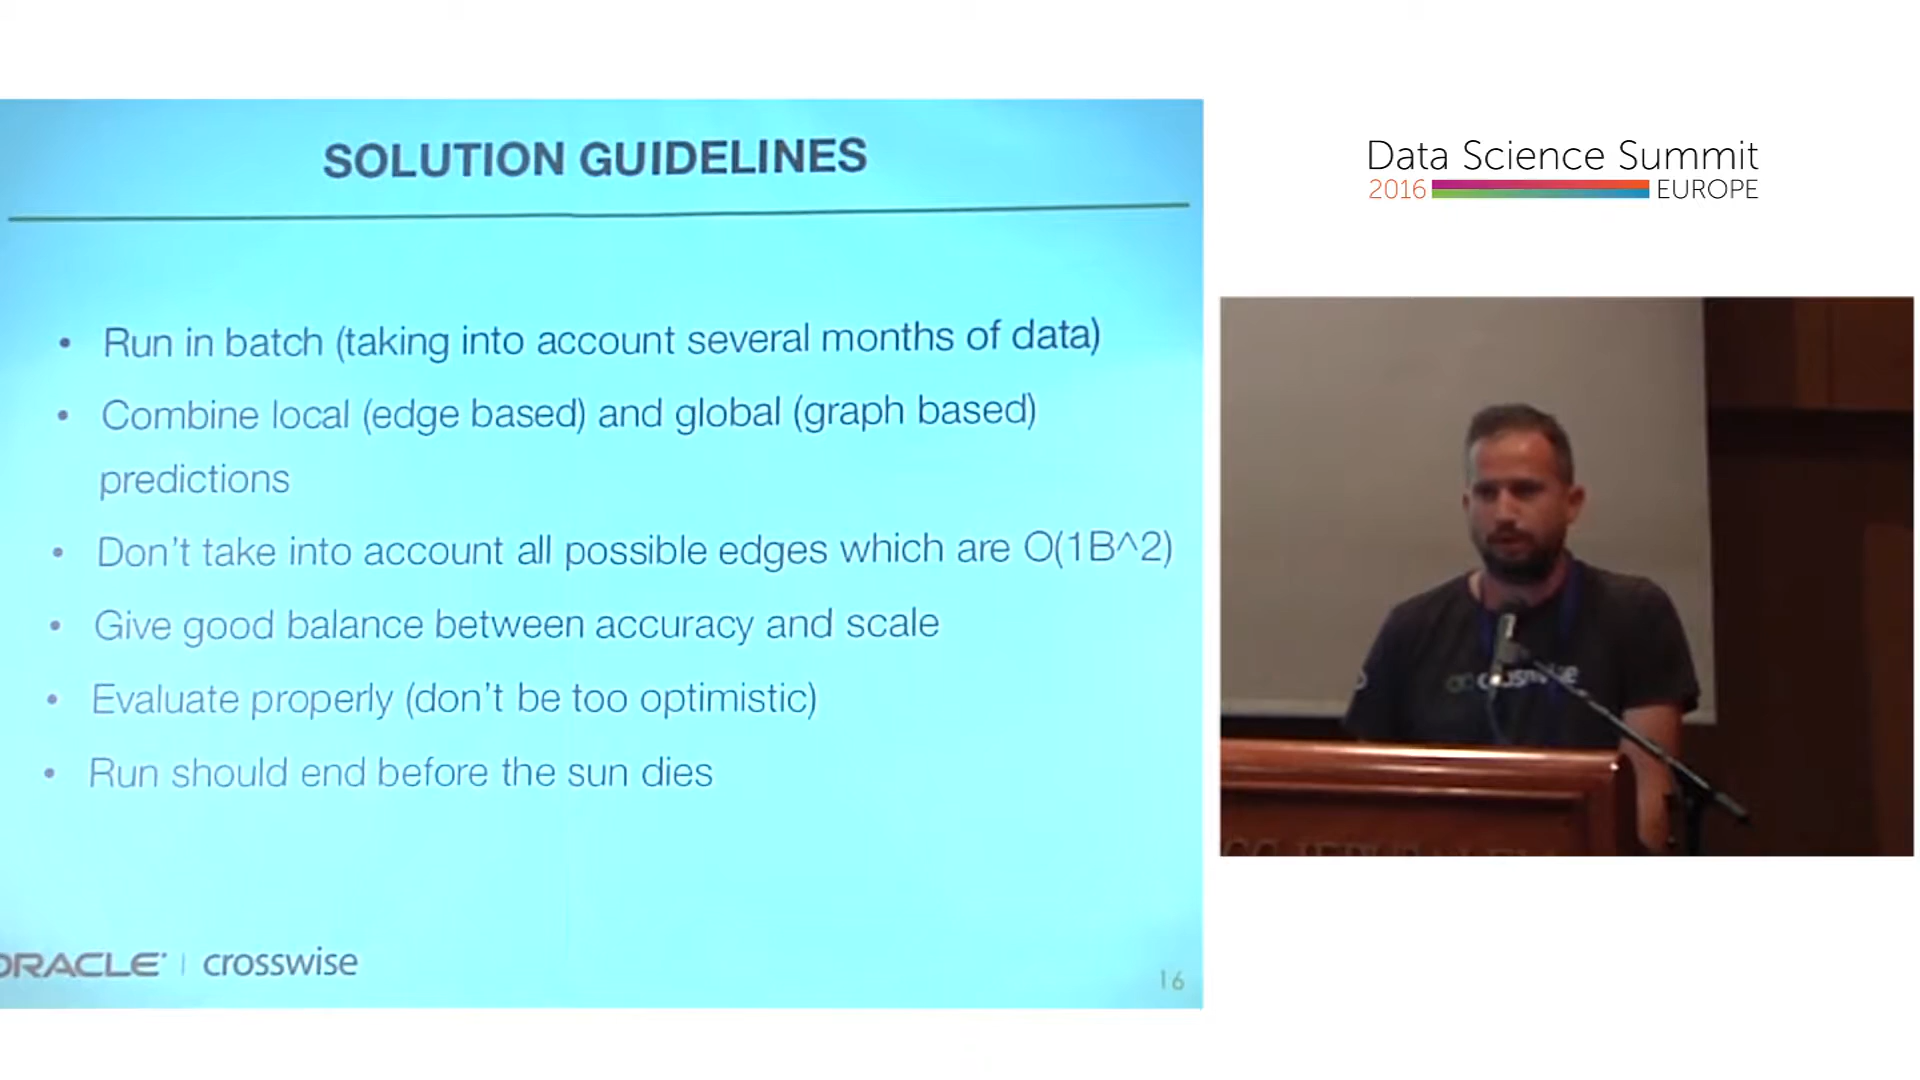 SOLUTION GUIDELINES
• Run in batch (taking into account several months of data)
• Combine local (edge based) and global (graph based)
predictions
• Don't take into account all possible edges which are O(1B^2)
• Give good balance between accuracy and scale
• Evaluate properly (don't be too optimistic)
• Run should end before the sun dies
ORACLE | crosswise
16
Data Science Summit
2016 EUROPE